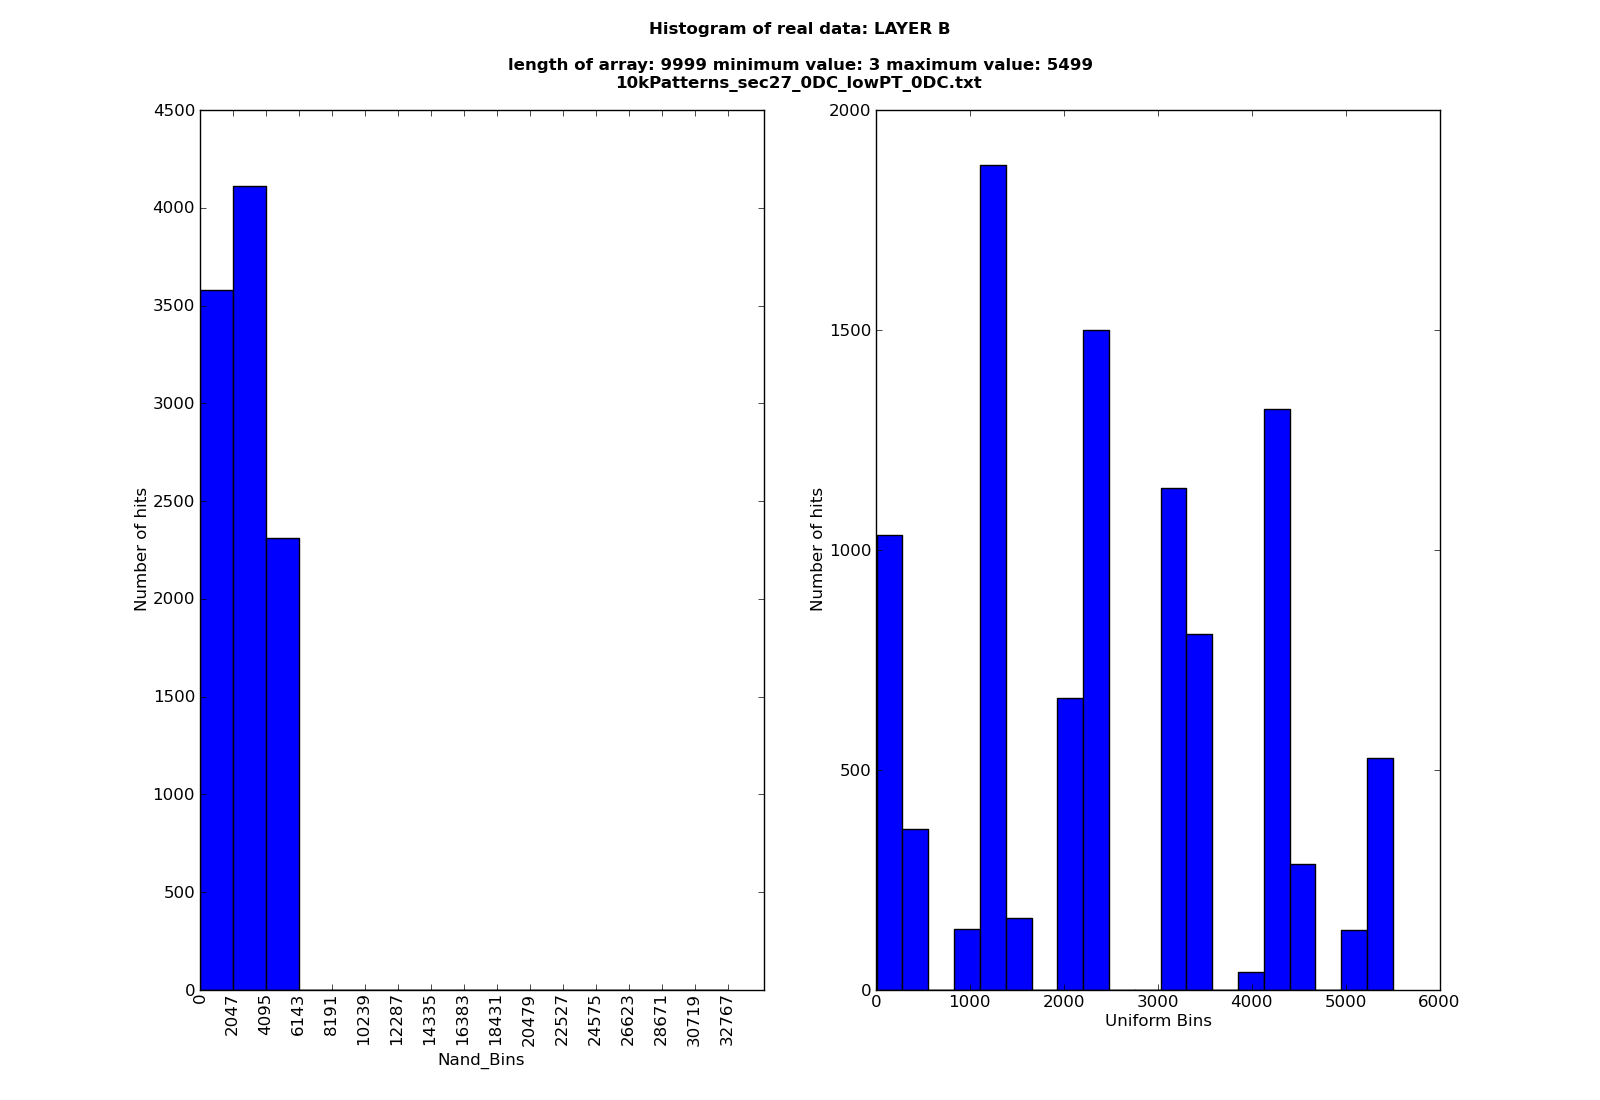 Histogram of real data: LAYER B
length of array: 9999 minimum value: 3 maximum value: 5499
10kPatterns_sec27_0DC_lowPT_0DC.txt
4500
4000
3500
3000
2500
2000
1500
1000
500
0
Number of hits
0 2047 4095 6143 8191 10239 12287 14335 16383 18431 20479 22527 24575 26623 28671 30719 32767
Nand_Bins
2000
1500
1000
500
0
Number of hits
0 1000 2000 3000 4000 5000 6000
Uniform Bins